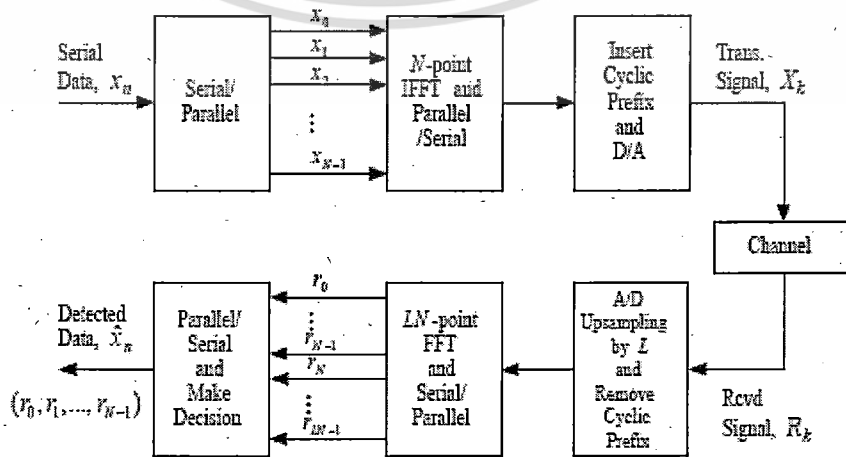 Serial
Data, x_n
Serial/
Parallel
x_0
x_1
x_2
⋮
x_{N-1}
N-point
IFFT and
Parallel
/Serial
Insert
Cyclic
Prefix
and
D/A
Trans.
Signal, X_k
Channel
Detected
Data, x̂_n
(r_0, r_1, ..., r_{N-1})
Parallel/
Serial
and
Make
Decision
r_0
⋮
r_{N-1}
r_N
⋮
r_{LN-1}
LN-point
FFT
and
Serial/
Parallel
A/D
Upsampling
by L
and
Remove
Cyclic
Prefix
Rcvd
Signal, R_k